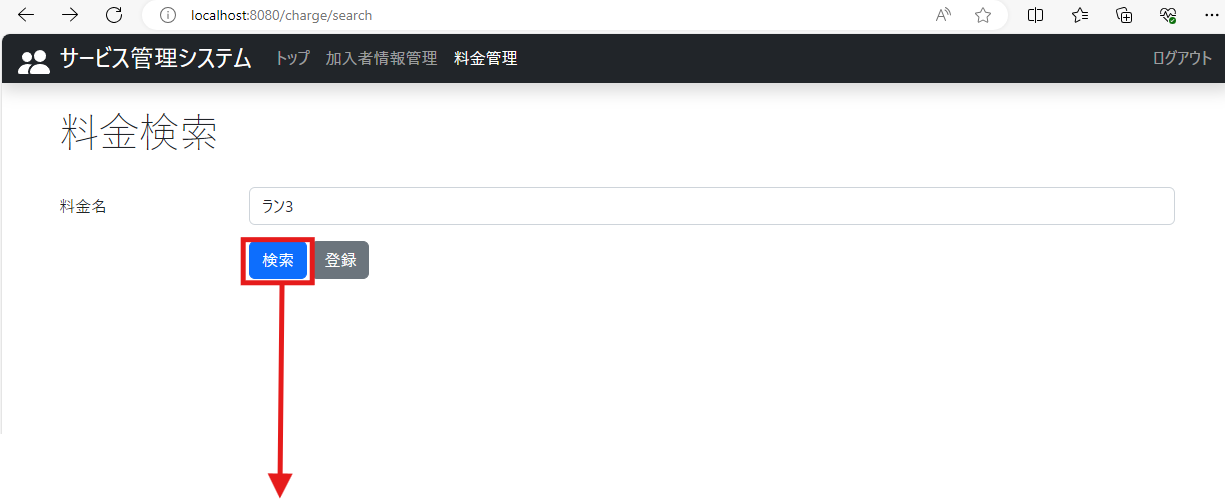 localhost:8080/charge/search
サービス管理システム トップ 加入者情報管理 料金管理 ログアウト
料金検索
料金名 ラン3
検索 登録